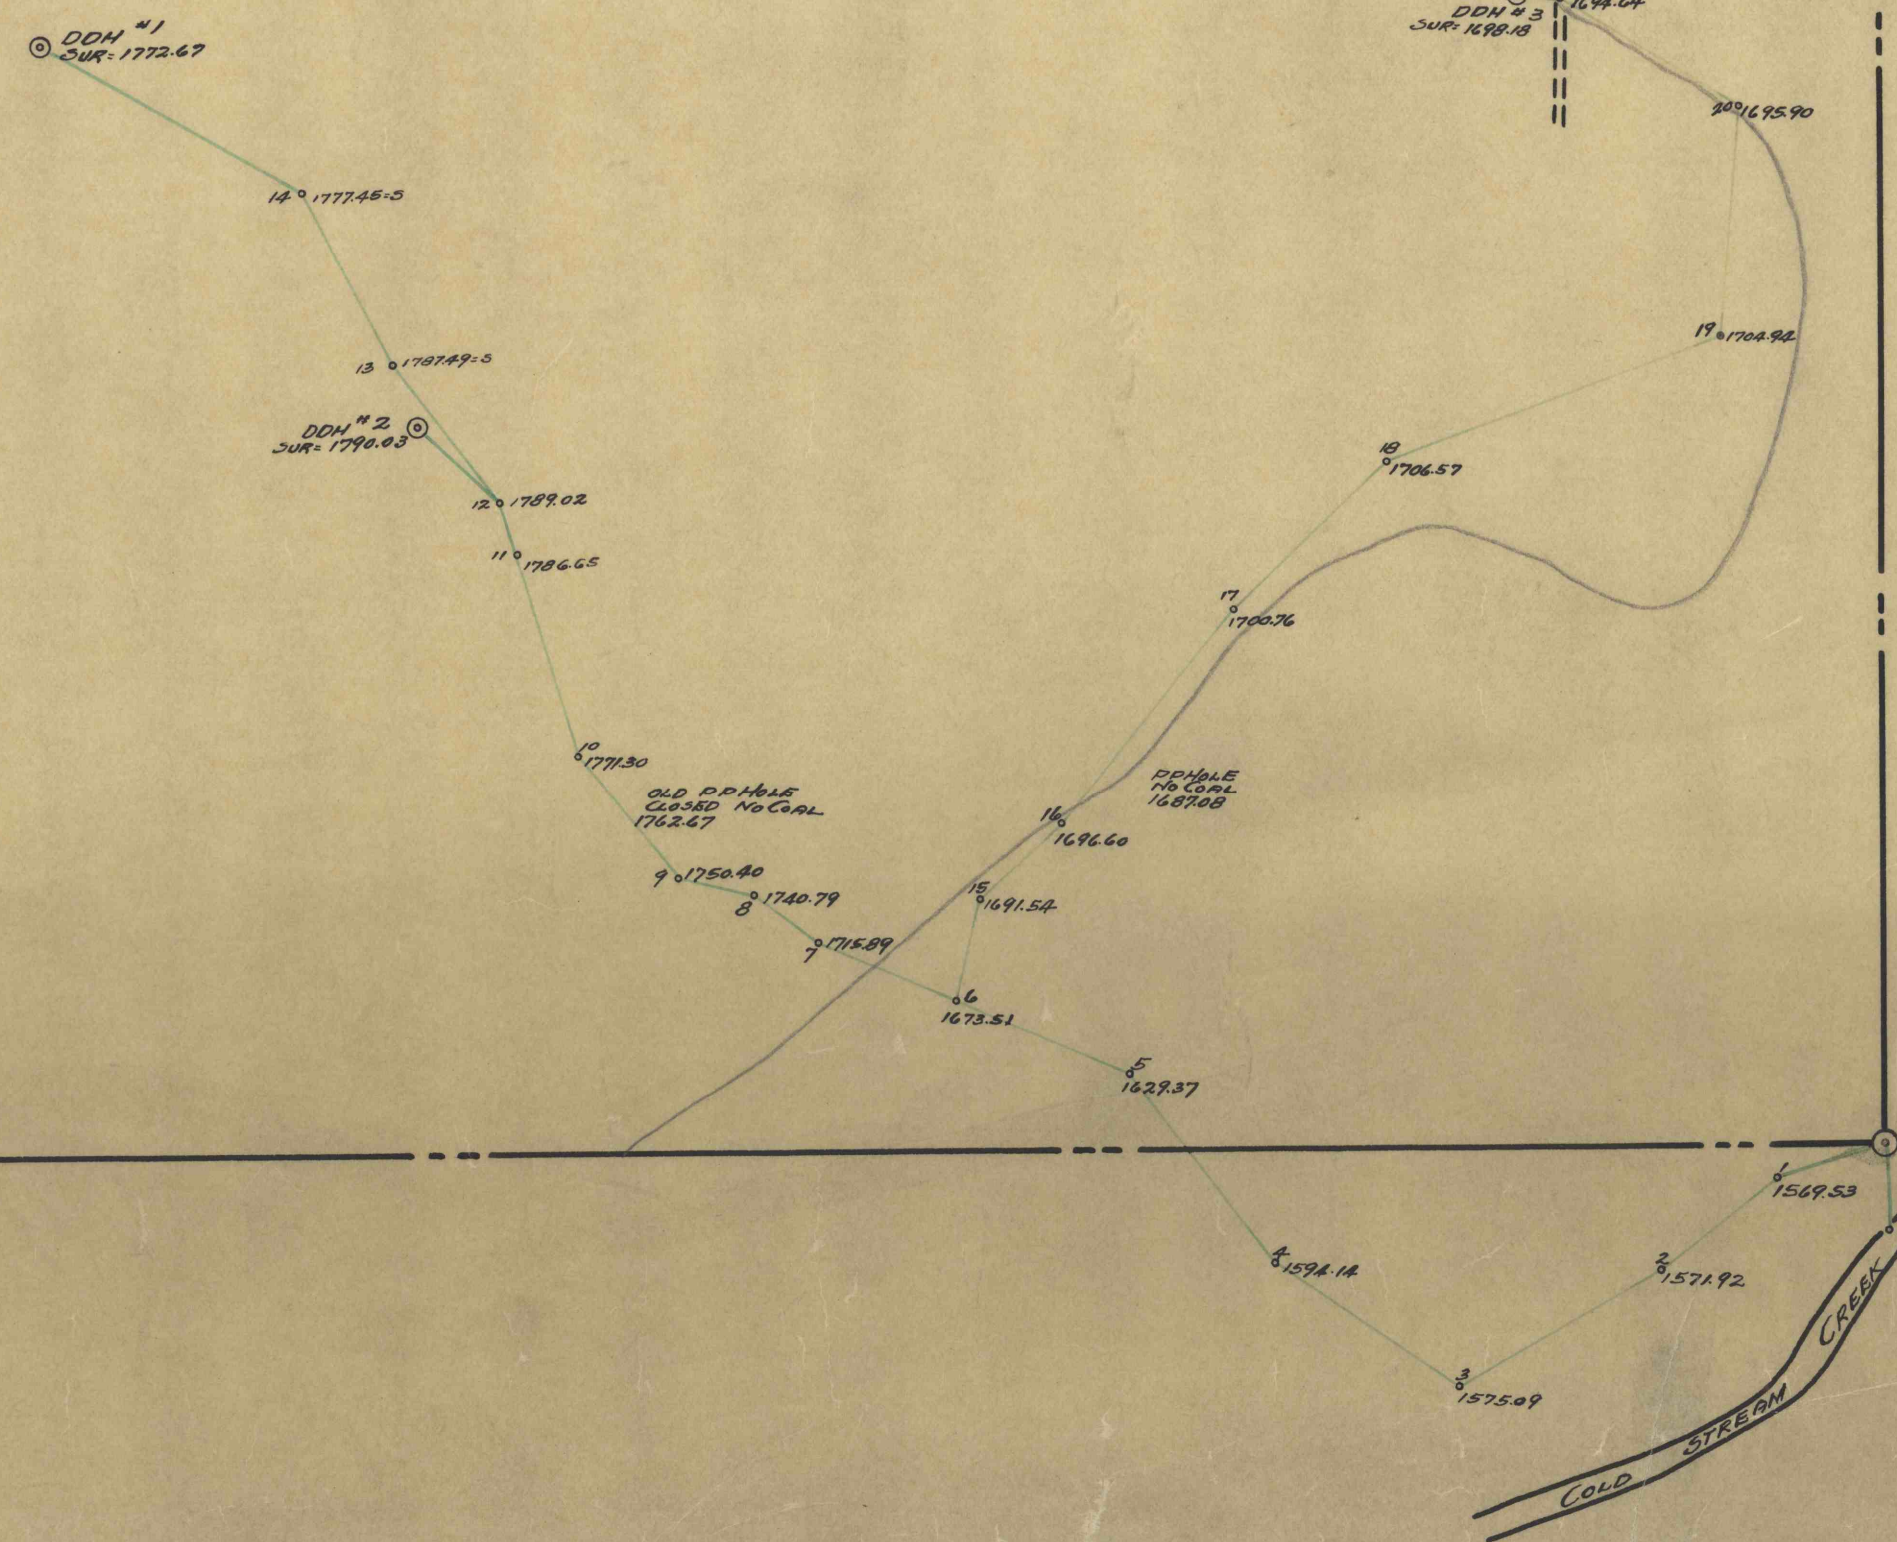 DDH #1
SUR= 1772.67
DDH #3
SUR= 1698.18
1694.64
20 1695.90
14 1777.45=S
19 1704.94
13 1787.49=S
DDH #2
SUR= 1790.03
18
1706.57
12 1789.02
11 1786.65
17
1700.76
10
1771.30
OLD PPHOLE
CLOSED NO COAL
1762.67
PPHOLE
NO COAL
1687.08
16
1696.60
9 1750.40
8 1740.79
15
1691.54
7 1715.89
6
1673.51
5
1629.37
1
1569.53
4
1594.14
2
1571.92
3
1575.09
COLD STREAM CREEK